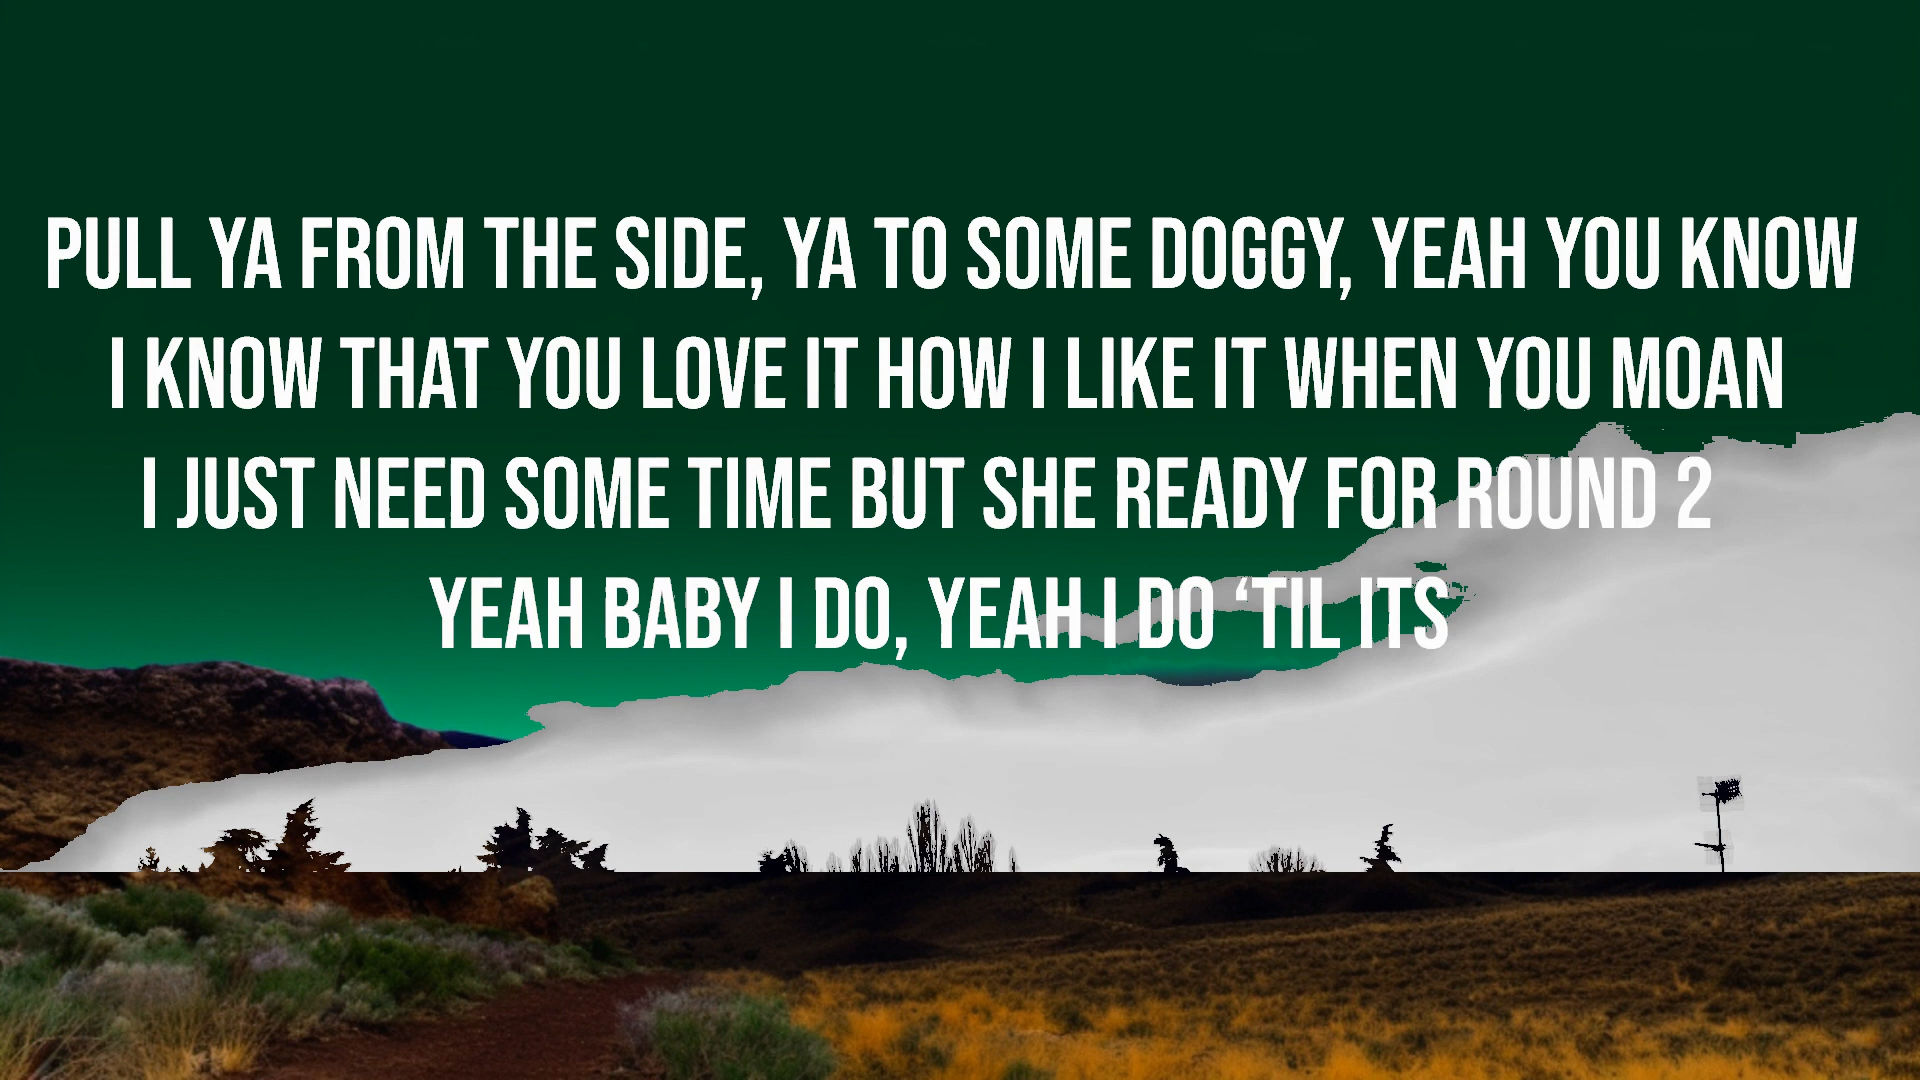 PULL YA FROM THE SIDE, YA TO SOME DOGGY, YEAH YOU KNOW
I KNOW THAT YOU LOVE IT HOW I LIKE IT WHEN YOU MOAN
I JUST NEED SOME TIME BUT SHE READY FOR ROUND 2
YEAH BABY I DO, YEAH I DO ‘TIL ITS